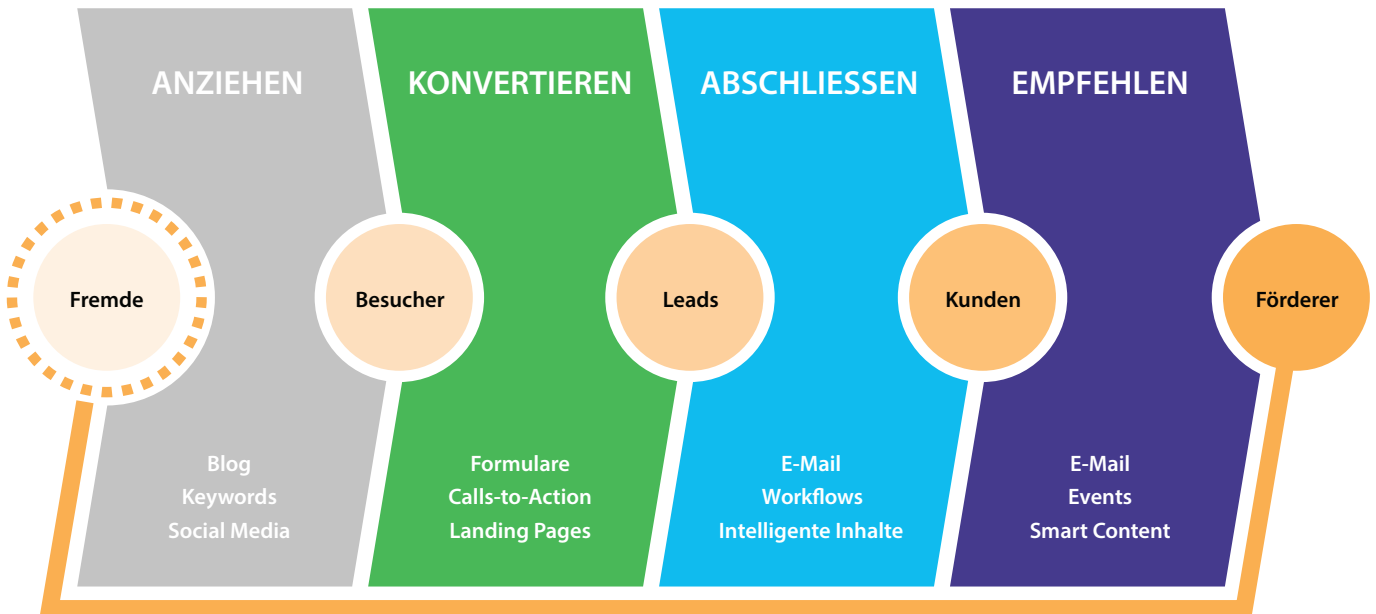 ANZIEHEN
KONVERTIEREN
ABSCHLIESSEN
EMPFEHLEN
Fremde
Besucher
Leads
Kunden
Förderer
Blog
Keywords
Social Media
Formulare
Calls-to-Action
Landing Pages
E-Mail
Workflows
Intelligente Inhalte
E-Mail
Events
Smart Content